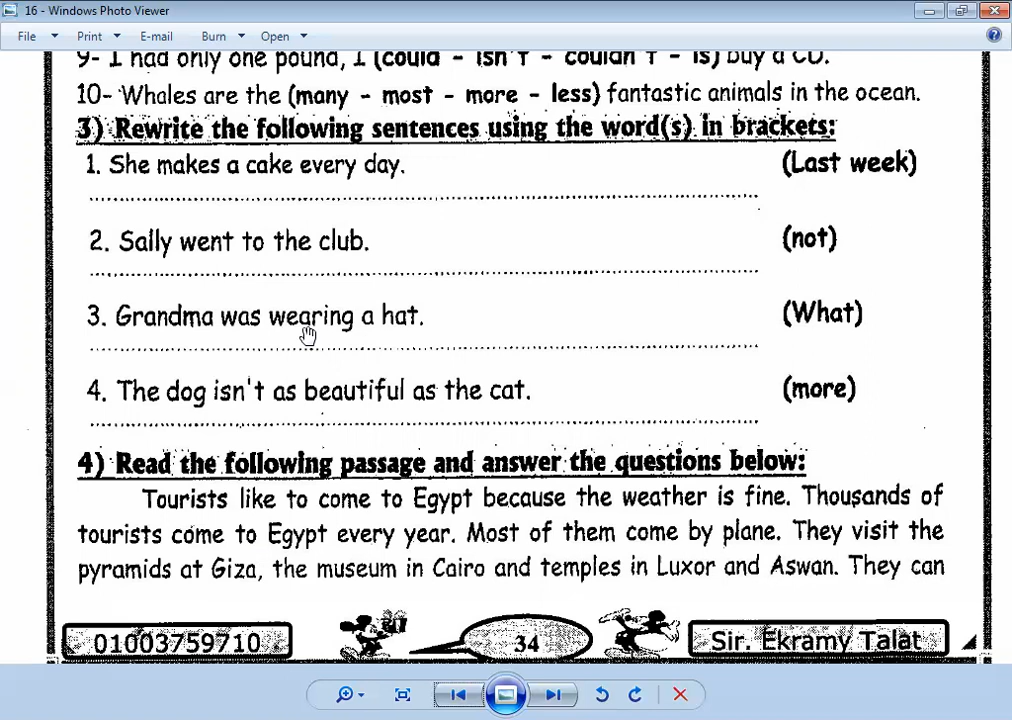 16 - Windows Photo Viewer
File Print E-mail Burn Open
9- I had only one pound, I (could - isn't - couldn't - is) buy a CD.
10- Whales are the (many - most - more - less) fantastic animals in the ocean.
3) Rewrite the following sentences using the word(s) in brackets:
1. She makes a cake every day. (Last week)
2. Sally went to the club. (not)
3. Grandma was wearing a hat. (What)
4. The dog isn't as beautiful as the cat. (more)
4) Read the following passage and answer the questions below:
Tourists like to come to Egypt because the weather is fine. Thousands of
tourists come to Egypt every year. Most of them come by plane. They visit the
pyramids at Giza, the museum in Cairo and temples in Luxor and Aswan. They can
01003759710 34 Sir. Ekramy Talat